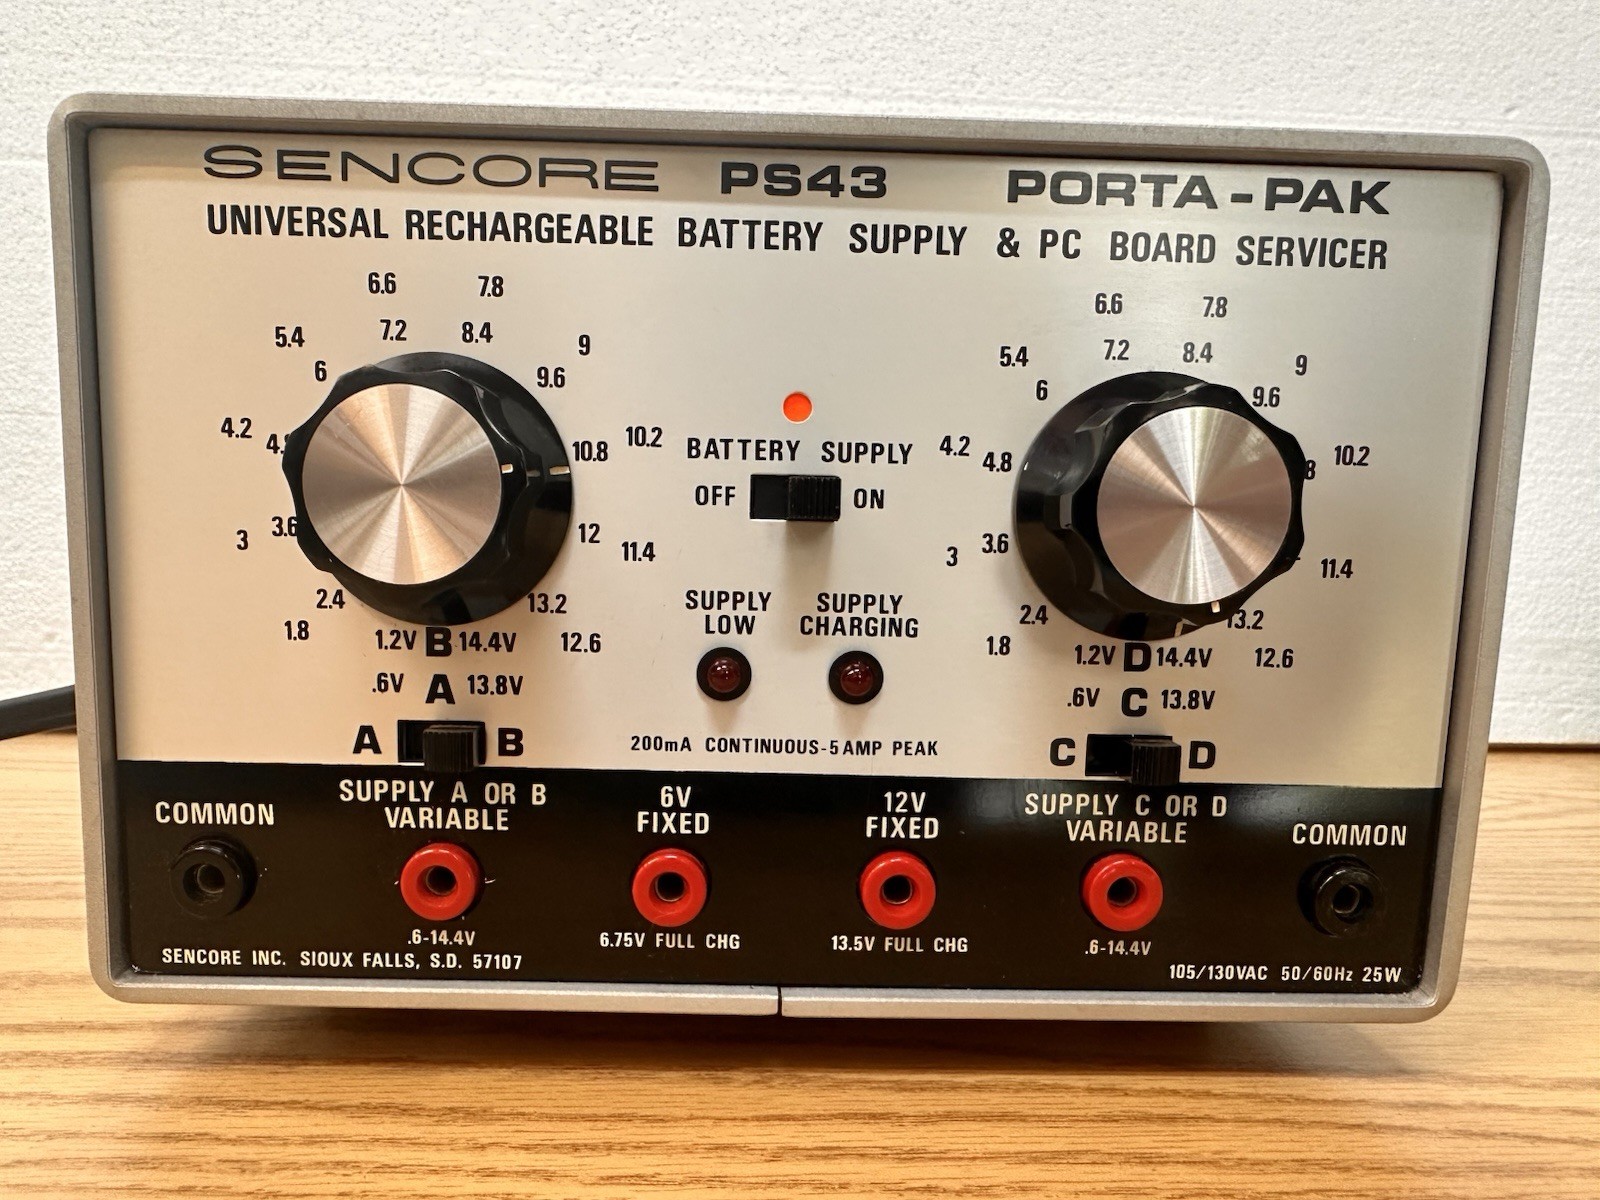 SENCORE PS43 PORTA-PAK
UNIVERSAL RECHARGEABLE BATTERY SUPPLY & PC BOARD SERVICER
6.6 7.8
7.2 8.4
5.4 9
6 9.6
4.2 10.8 10.2
3 3.6 12 11.4
2.4 13.2
1.8 12.6
1.2V B 14.4V
.6V A 13.8V
A B
BATTERY SUPPLY
OFF ON
SUPPLY LOW
SUPPLY CHARGING
200mA CONTINUOUS-5 AMP PEAK
6.6 7.8
7.2 8.4
5.4 9
6 9.6
4.2 4.8 10.2
3 3.6 11.4
2.4 13.2
1.8 12.6
1.2V D 14.4V
.6V C 13.8V
C D
COMMON
SUPPLY A OR B
VARIABLE
.6-14.4V
6V
FIXED
6.75V FULL CHG
12V
FIXED
13.5V FULL CHG
SUPPLY C OR D
VARIABLE
.6-14.4V
COMMON
SENCORE INC. SIOUX FALLS, S.D. 57107
105/130VAC 50/60Hz 25W